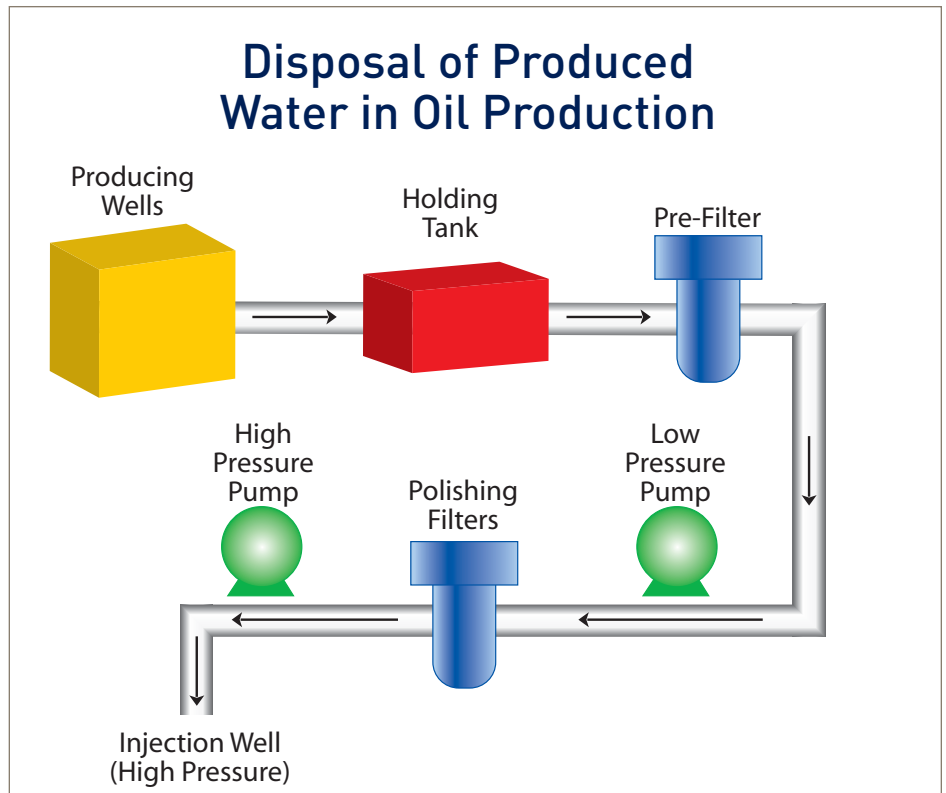 Disposal of Produced
Water in Oil Production
Producing
Wells
Holding
Tank
Pre-Filter
High
Pressure
Pump
Polishing
Filters
Low
Pressure
Pump
Injection Well
(High Pressure)